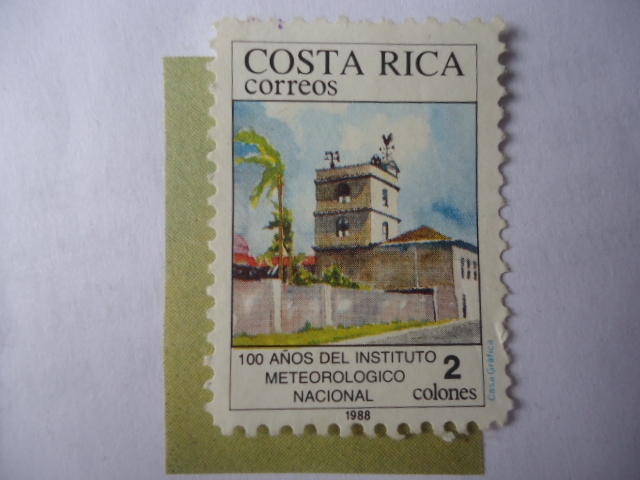 COSTA RICA
correos
100 AÑOS DEL INSTITUTO
METEOROLOGICO
NACIONAL
2
colones
Casa Gráfica
1988